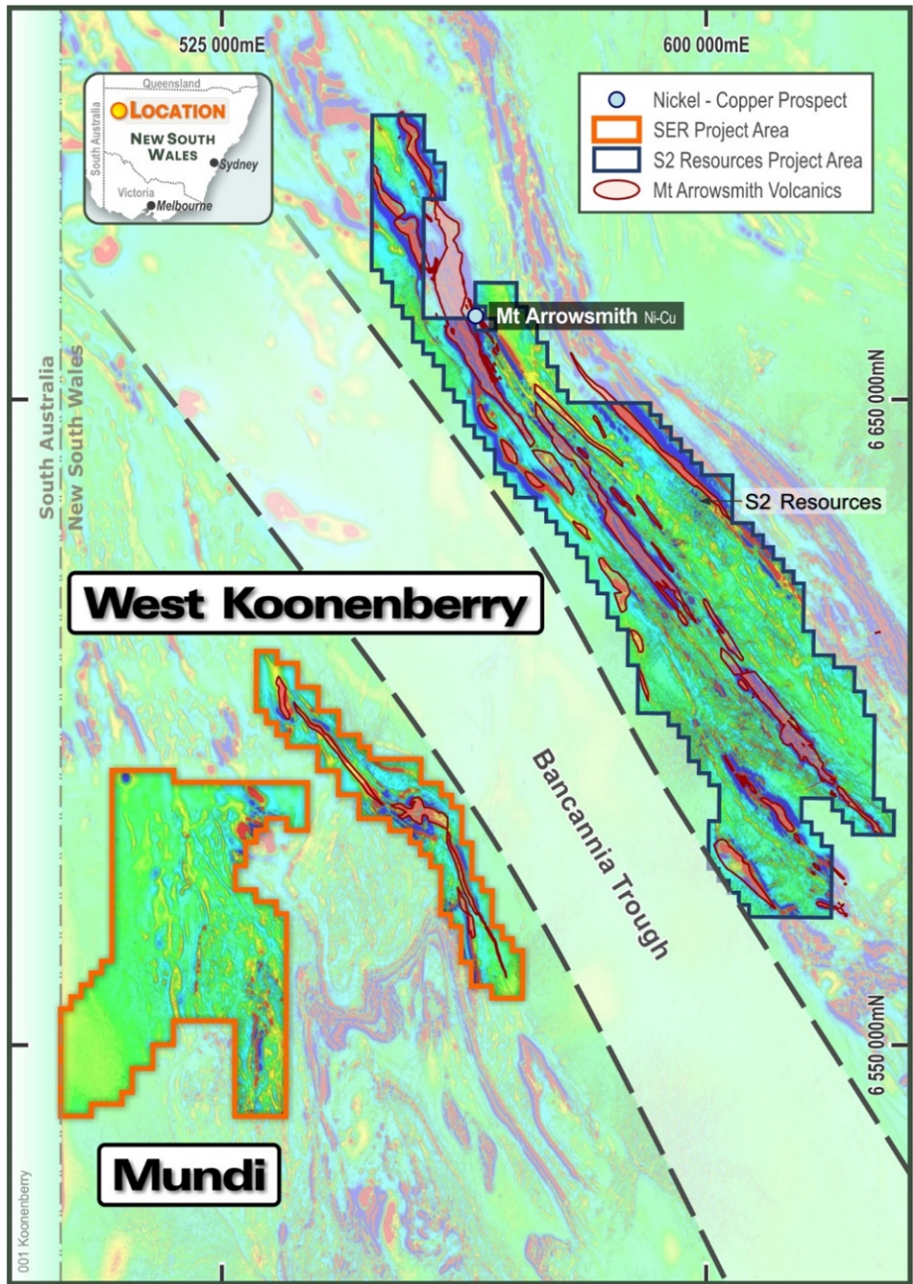 525 000mE
600 000mE
Queensland
South Australia
LOCATION
NEW SOUTH
WALES
Sydney
Victoria
Melbourne
Nickel - Copper Prospect
SER Project Area
S2 Resources Project Area
Mt Arrowsmith Volcanics
Mt Arrowsmith Ni-Cu
6 650 000mN
South Australia
New South Wales
S2 Resources
West Koonenberry
Bancannia Trough
6 550 000mN
Mundi
001 Koonenberry